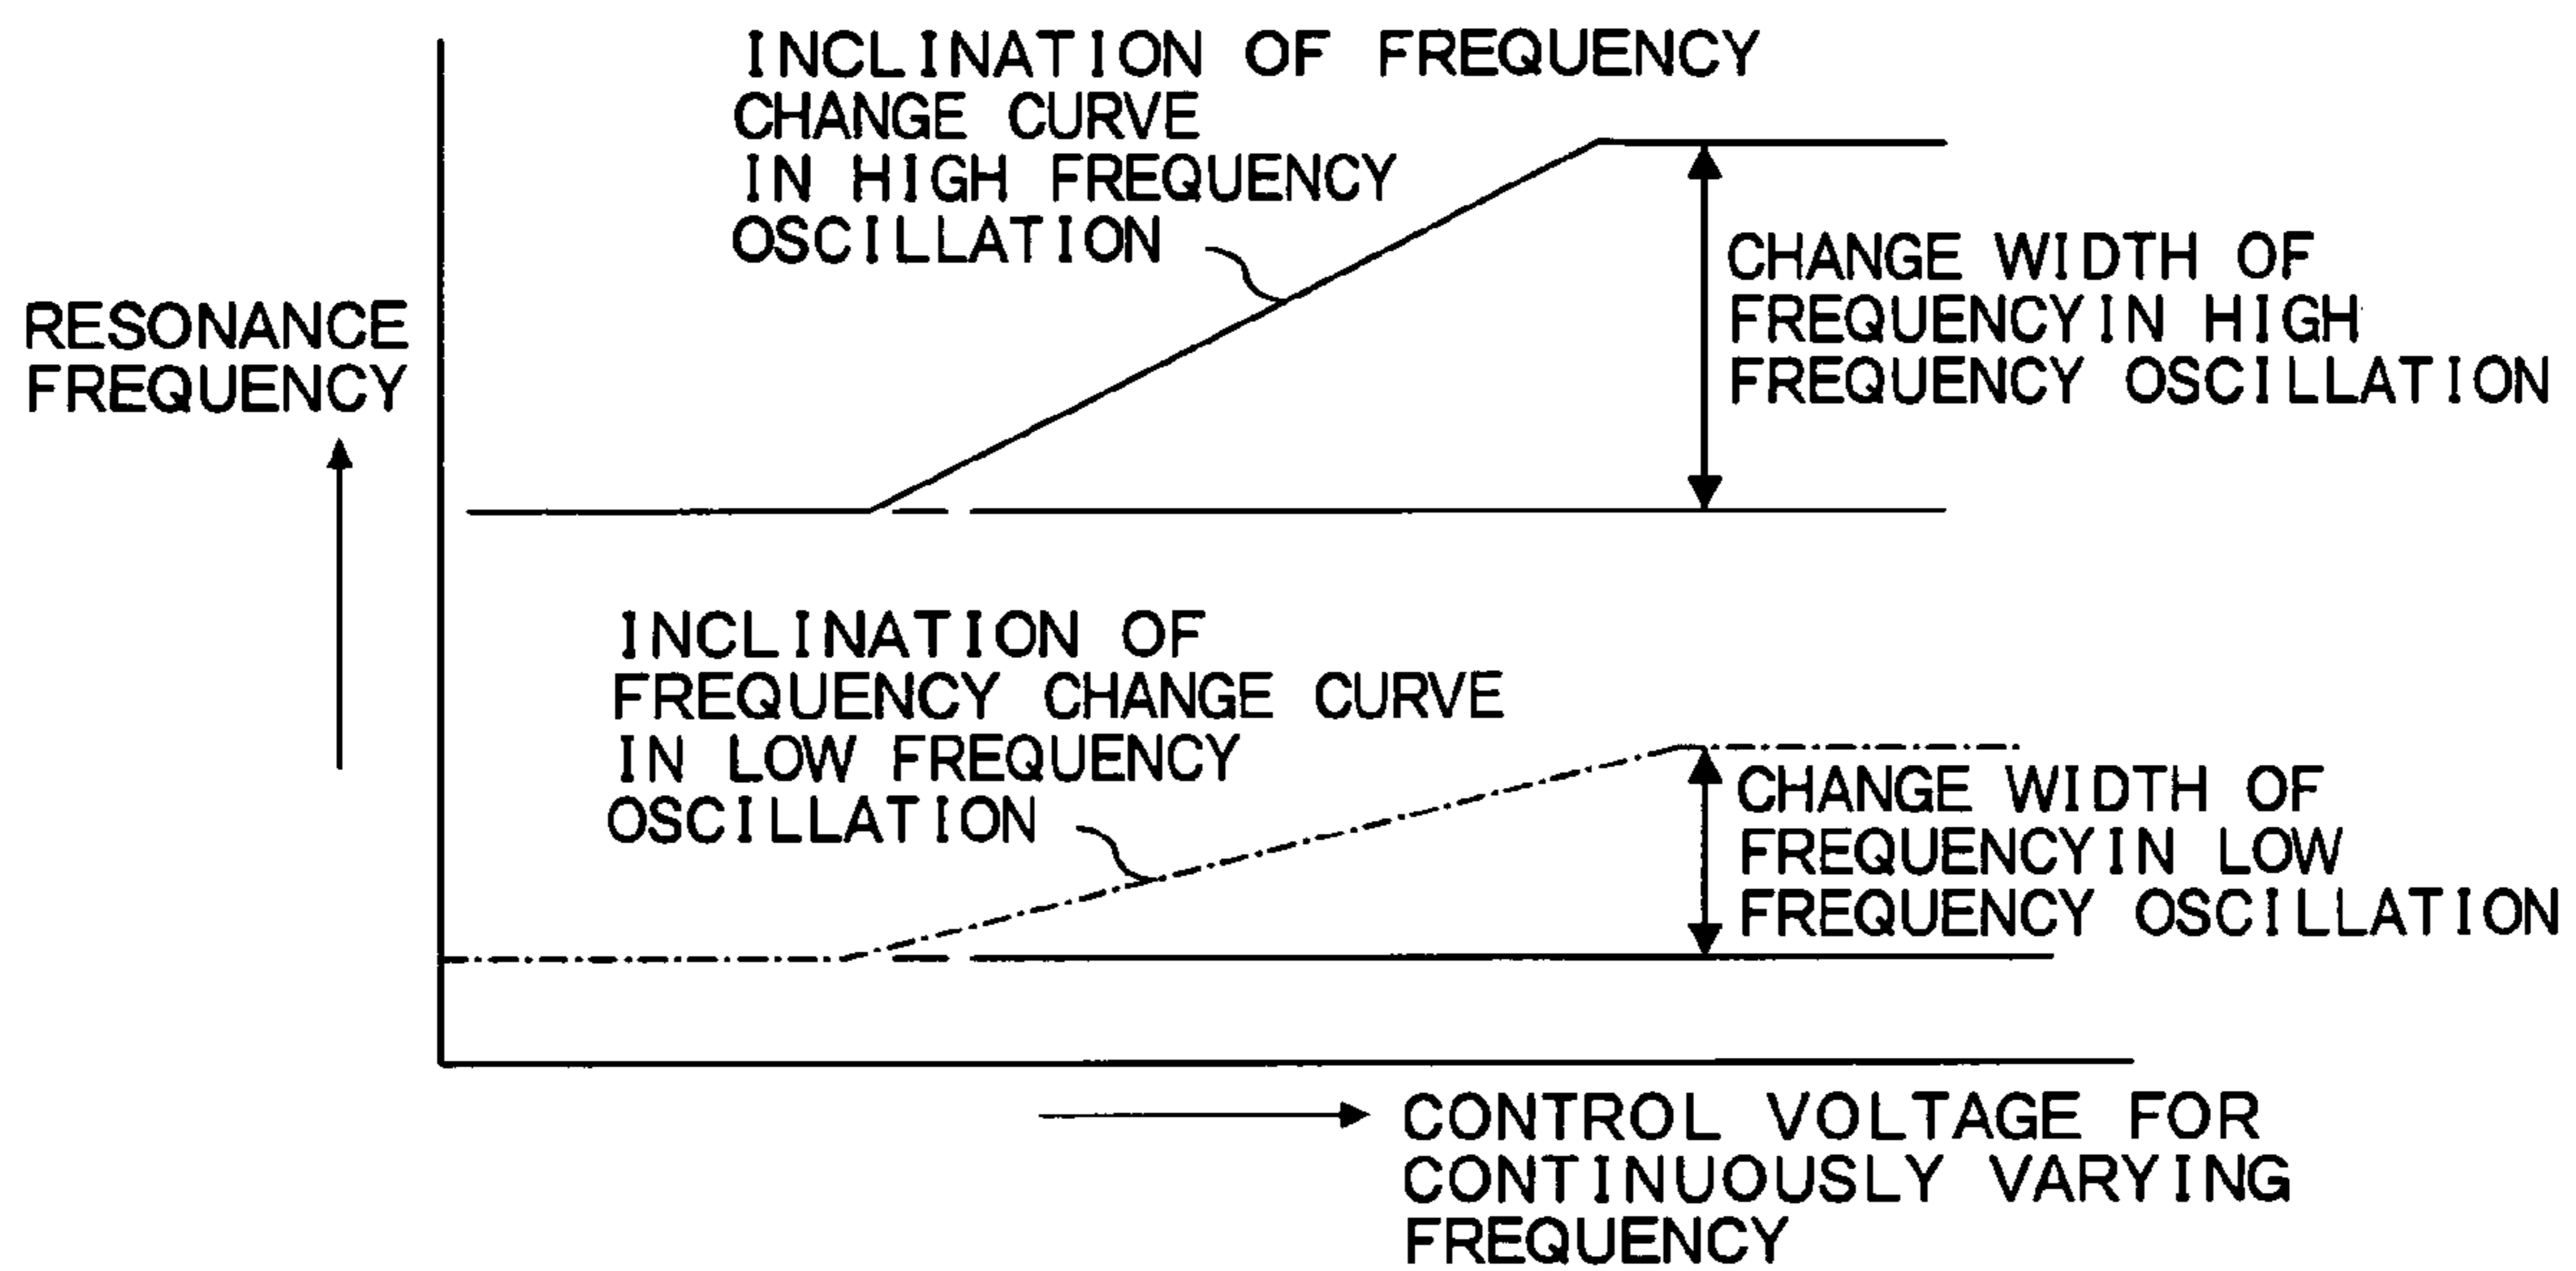 INCLINATION OF FREQUENCY
CHANGE CURVE
IN HIGH FREQUENCY
OSCILLATION
CHANGE WIDTH OF
FREQUENCYIN HIGH
FREQUENCY OSCILLATION
RESONANCE
FREQUENCY
INCLINATION OF
FREQUENCY CHANGE CURVE
IN LOW FREQUENCY
OSCILLATION
CHANGE WIDTH OF
FREQUENCYIN LOW
FREQUENCY OSCILLATION
CONTROL VOLTAGE FOR
CONTINUOUSLY VARYING
FREQUENCY